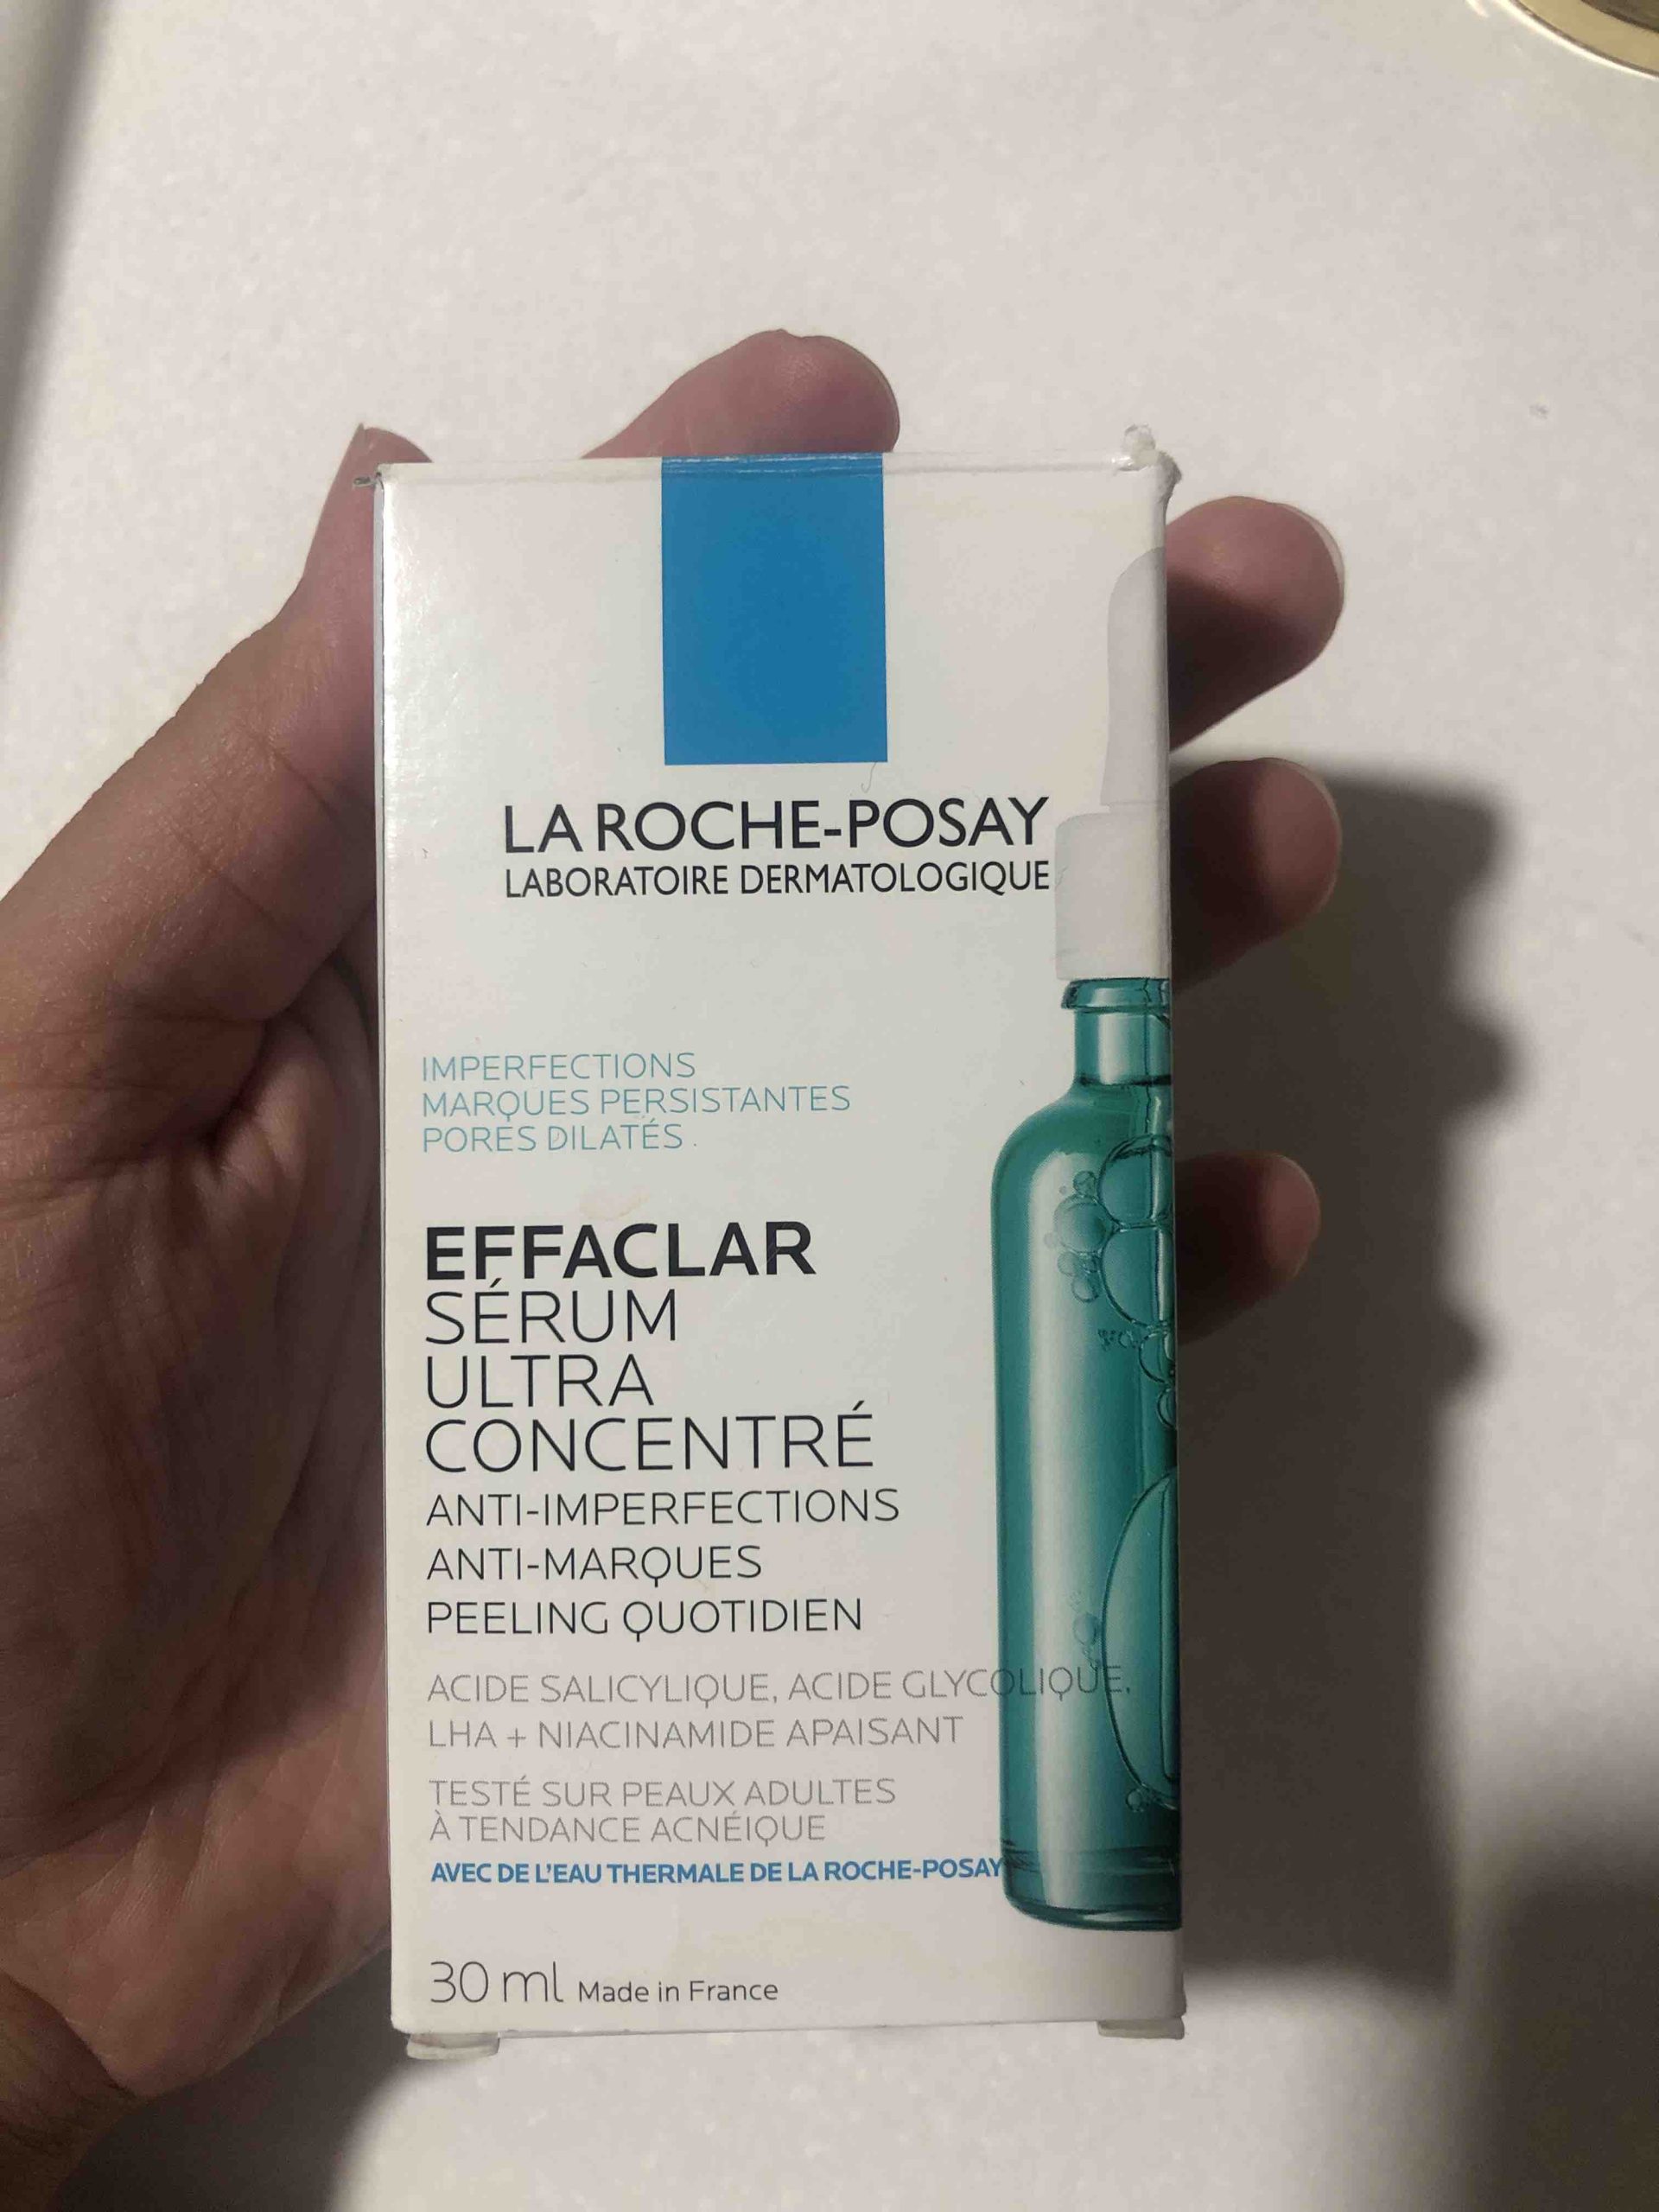 LA ROCHE-POSAY
LABORATOIRE DERMATOLOGIQUE
IMPERFECTIONS
MARQUES PERSISTANTES
PORES DILATÉS
EFFACLAR
SÉRUM
ULTRA
CONCENTRÉ
ANTI-IMPERFECTIONS
ANTI-MARQUES
PEELING QUOTIDIEN
ACIDE SALICYLIQUE, ACIDE GLYCOLIQUE,
LHA + NIACINAMIDE APAISANT
TESTÉ SUR PEAUX ADULTES
À TENDANCE ACNÉIQUE
AVEC DE L'EAU THERMALE DE LA ROCHE-POSAY
30 ml Made in France